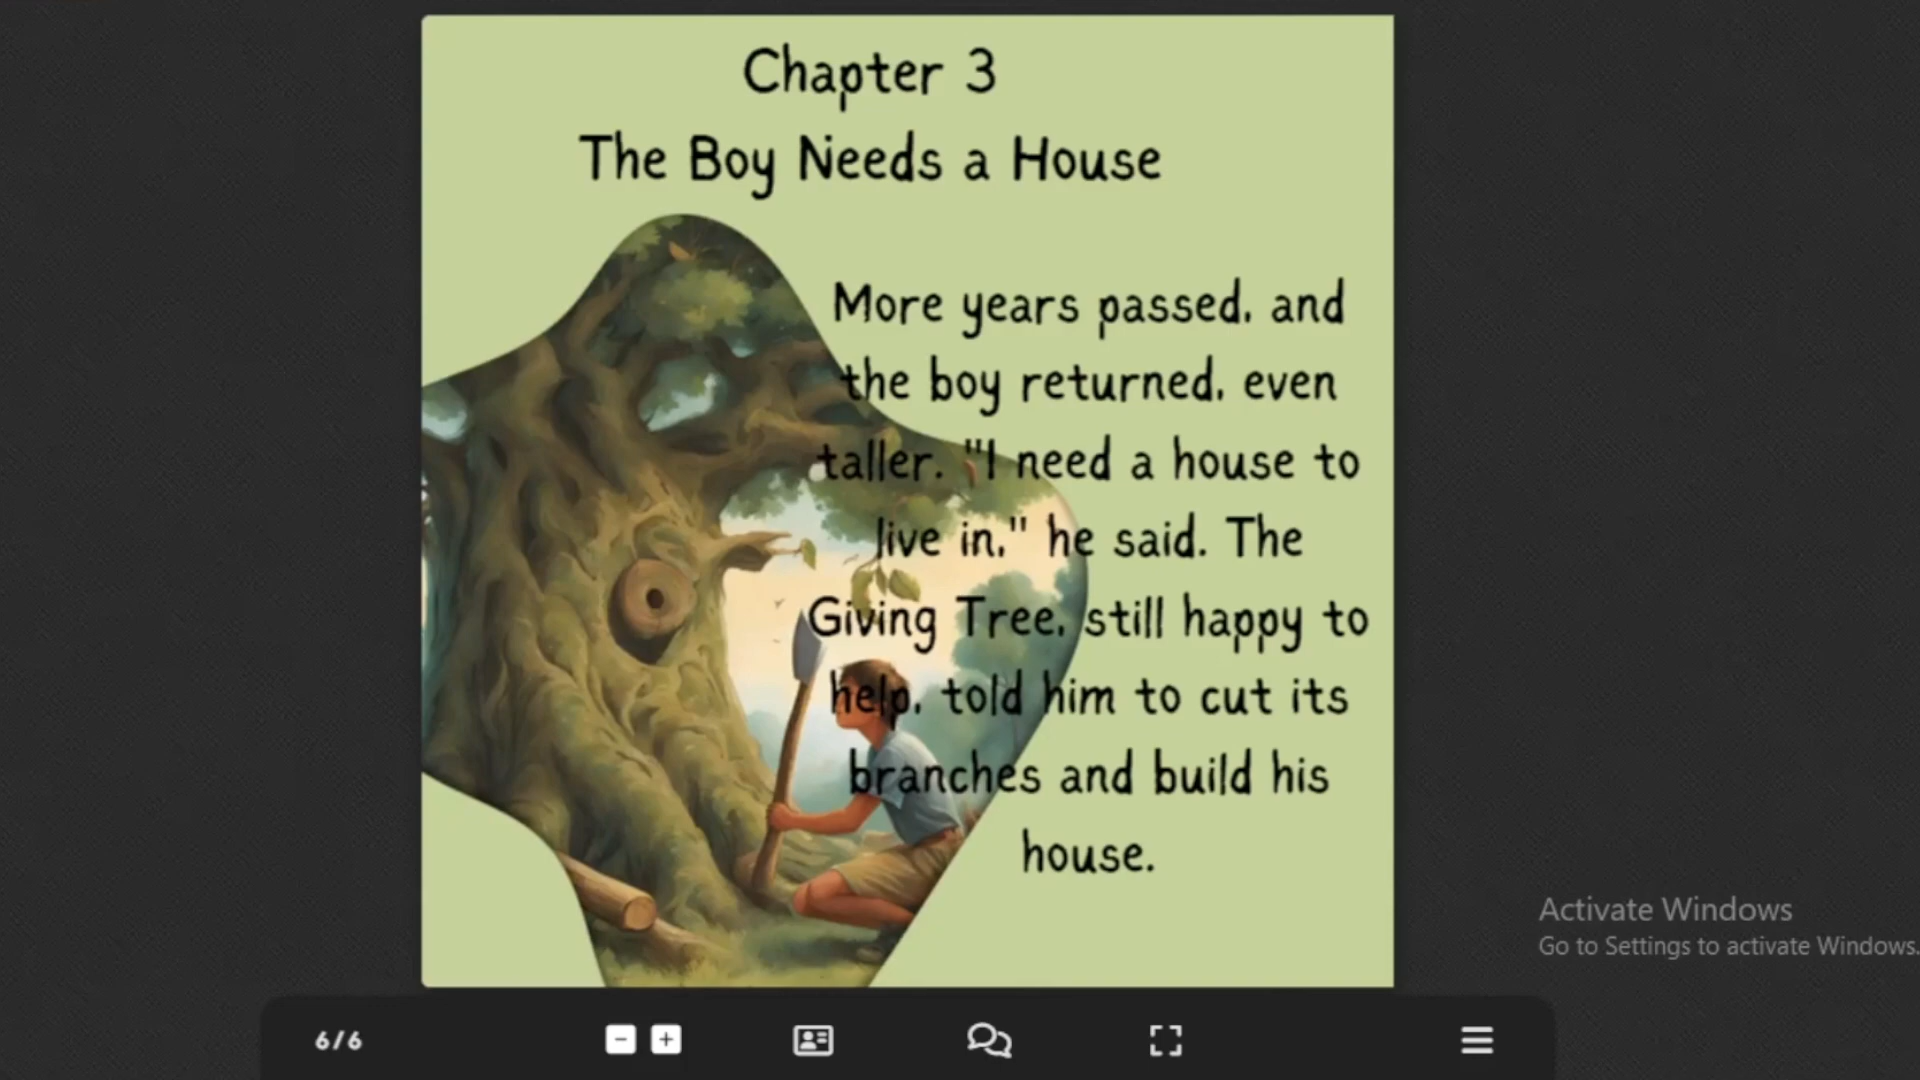 Chapter 3
The Boy Needs a House
More years passed, and
the boy returned, even
taller. "I need a house to
live in," he said. The
Giving Tree, still happy to
help, told him to cut its
branches and build his
house.
Activate Windows
Go to Settings to activate Windows.
6/6